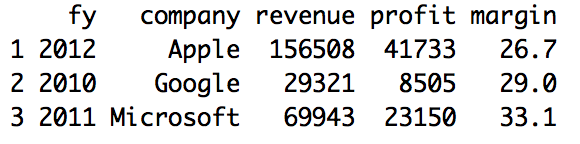 fy company revenue profit margin
1 2012 Apple 156508 41733 26.7
2 2010 Google 29321 8505 29.0
3 2011 Microsoft 69943 23150 33.1